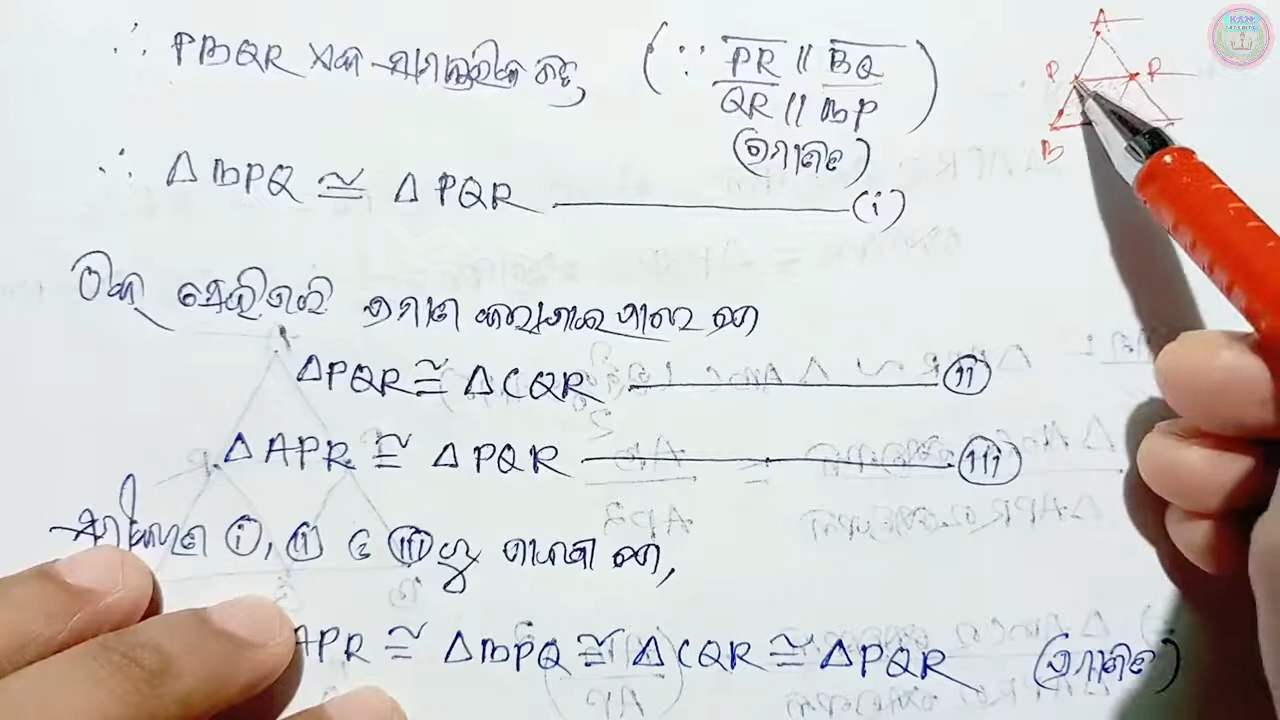 ∴ PBQR ଏକ ସାମାନ୍ତରିକ କ୍ଷେତ୍ର, (∵ PR || BQ
QR || BP
(ପ୍ରମାଣିତ)
∴ ΔBPQ ≅ ΔPQR (i)
ଠିକ୍ ସେହିପରି ପ୍ରମାଣ କରାଯାଇପାରେ ଯେ
ΔPQR ≅ ΔCQR (ii)
ΔAPR ≅ ΔPQR (iii)
(i), (ii) ଓ (iii) ରୁ ପାଇବା ଯେ,
APR ≅ ΔBPQ ≅ ΔCQR ≅ ΔPQR (ପ୍ରମାଣିତ)
A
P R
B